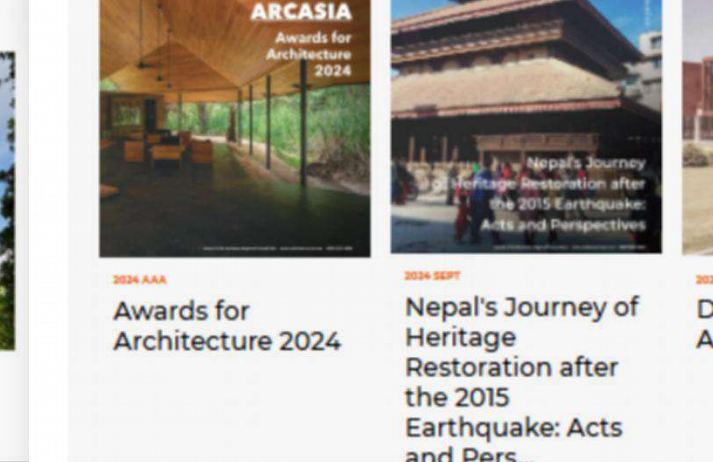 ARCASIA
Awards for
Architecture
2024
2024 AAA
Awards for
Architecture 2024
Nepal's Journey
of Heritage Restoration after
the 2015 Earthquake:
Acts and Perspectives
2024 SEPT
Nepal's Journey of
Heritage
Restoration after
the 2015
Earthquake: Acts
and Pers...
D
A